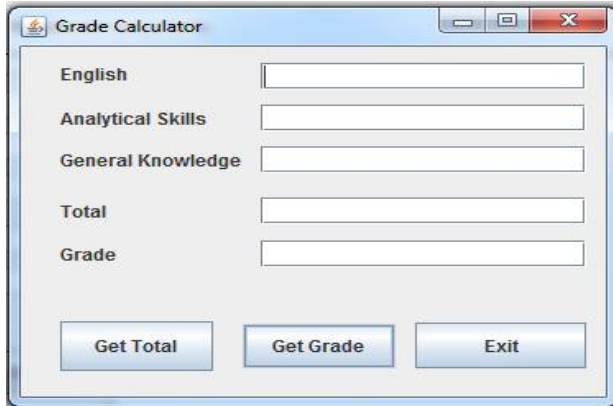 Grade Calculator
English
Analytical Skills
General Knowledge
Total
Grade
Get Total Get Grade Exit